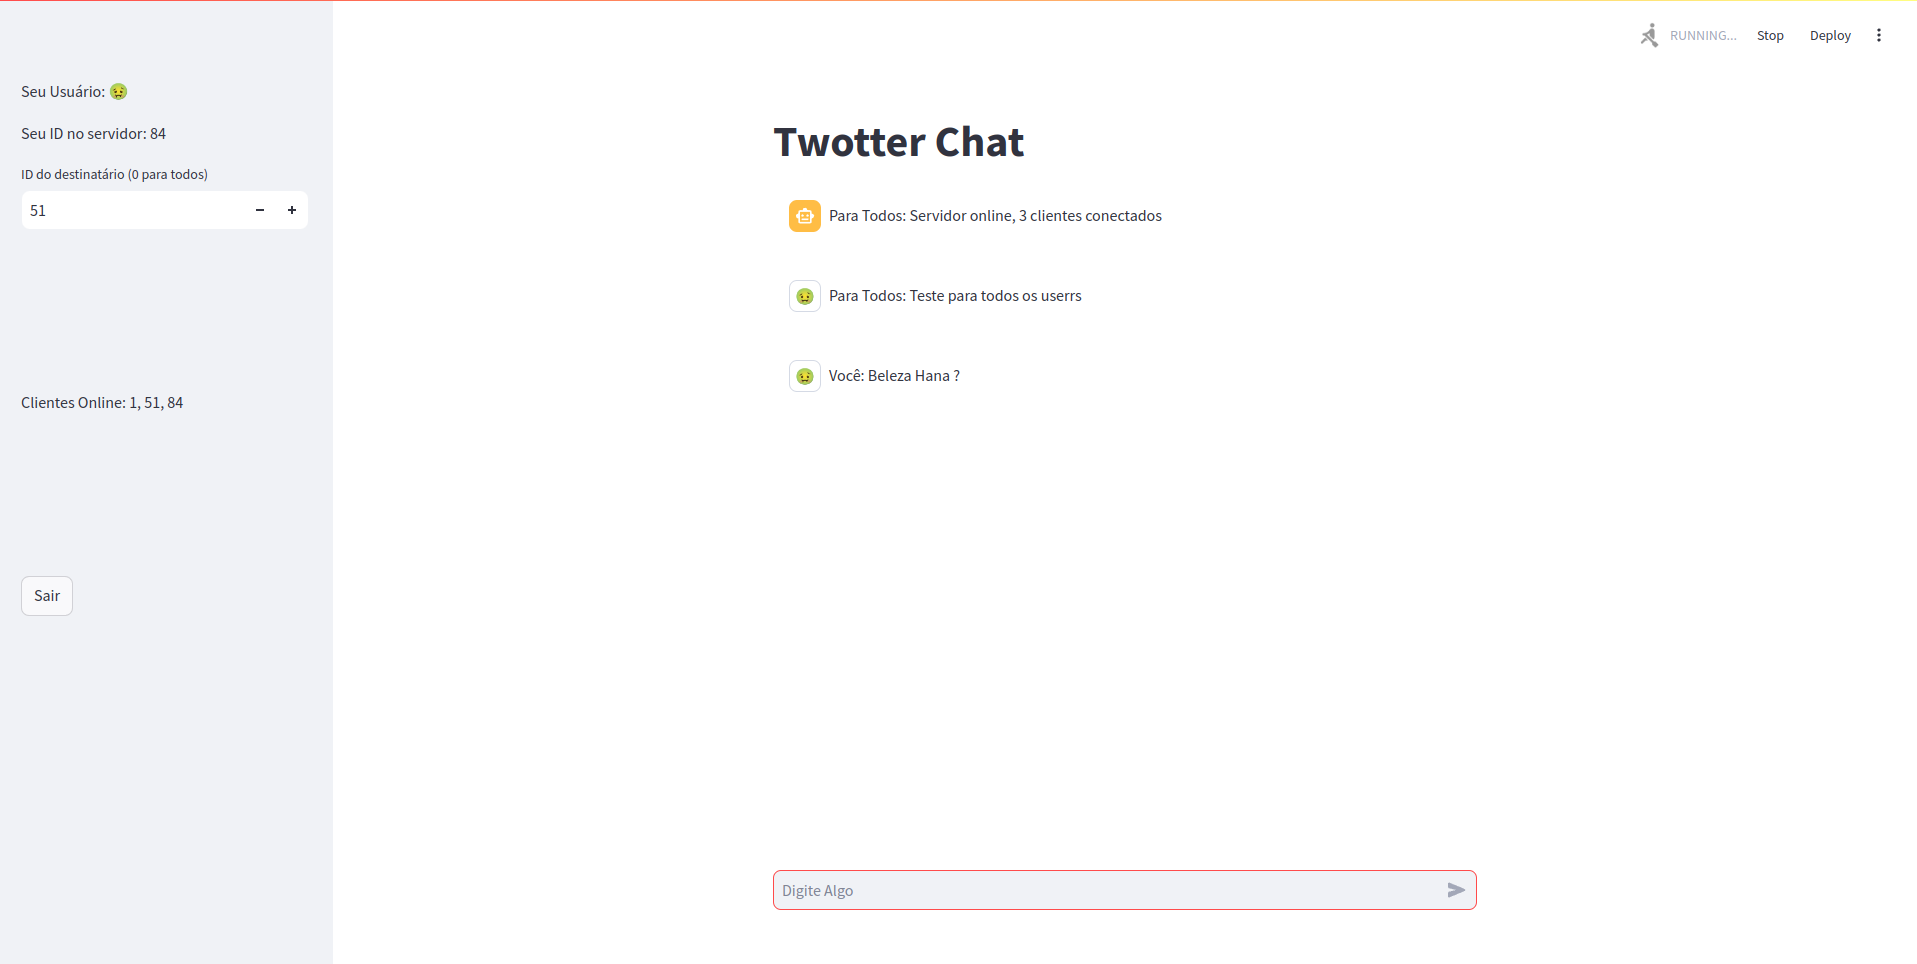 RUNNING...
Stop
Deploy
Seu Usuário: 🤢
Seu ID no servidor: 84
ID do destinatário (0 para todos)
51
Clientes Online: 1, 51, 84
Sair
Twotter Chat
Para Todos: Servidor online, 3 clientes conectados
Para Todos: Teste para todos os userrs
Você: Beleza Hana ?
Digite Algo